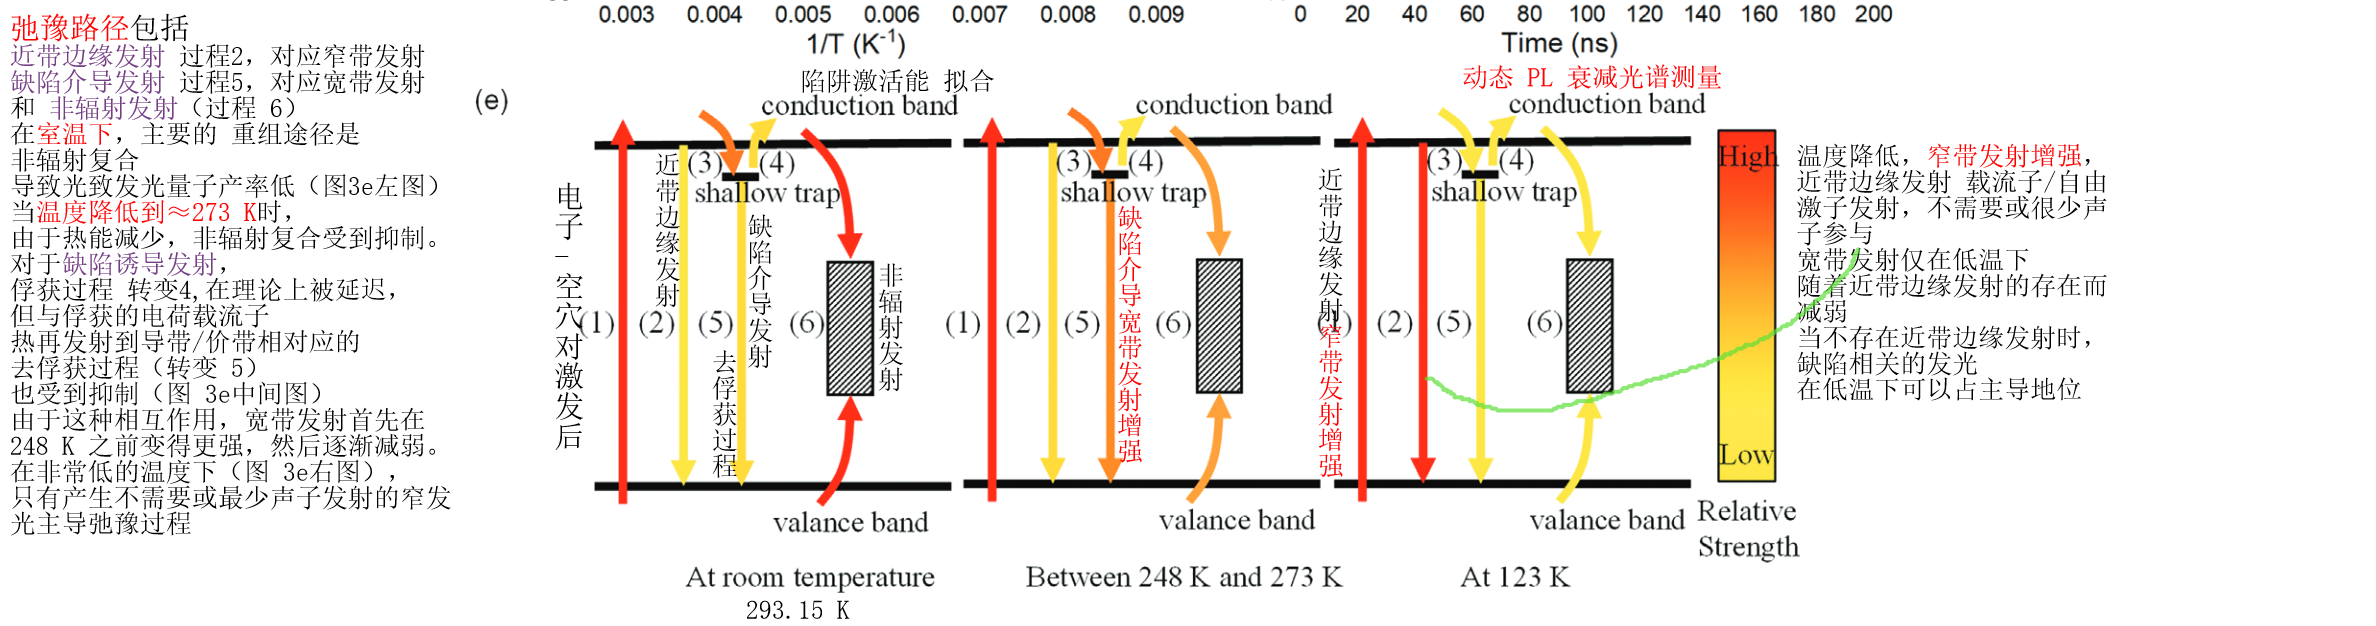 弛豫路径包括
近带边缘发射 过程2, 对应窄带发射
缺陷介导发射 过程5, 对应宽带发射
和 非辐射发射（过程 6）
在室温下, 主要的 重组途径是
非辐射复合
导致光致发光量子产率低（图3e左图）
当温度降低到≈273 K时,
由于热能减少, 非辐射复合受到抑制。
对于缺陷诱导发射,
俘获过程 转变4,在理论上被延迟,
但与俘获的电荷载流子
热再发射到导带/价带相对应的
去俘获过程（转变 5）
也受到抑制（图 3e中间图）
由于这种相互作用, 宽带发射首先在
248 K 之前变得更强, 然后逐渐减弱。
在非常低的温度下（图 3e右图）,
只有产生不需要或最少声子发射的窄发
光主导弛豫过程
0.003 0.004 0.005 0.006 0.007 0.008 0.009
1/T (K-1)
陷阱激活能 拟合
0 20 40 60 80 100 120 140 160 180 200
Time (ns)
动态 PL 衰减光谱测量
(e)
电子-空穴对激发后
conduction band
(3)
(4)
shallow trap
近带边缘发射
缺陷介导发射
去俘获过程
非辐射发射
(1)
(2)
(5)
(6)
valance band
At room temperature
293.15 K
conduction band
(3)
(4)
shallow trap
缺陷介导宽带发射增强
(1)
(2)
(5)
(6)
valance band
Between 248 K and 273 K
conduction band
(3)
(4)
shallow trap
近带边缘发射窄带发射增强
(1)
(2)
(5)
(6)
valance band
At 123 K
High
Low
Relative
Strength
温度降低, 窄带发射增强,
近带边缘发射 载流子/自由
激子发射, 不需要或很少声
子参与
宽带发射仅在低温下
随着近带边缘发射的存在而
减弱
当不存在近带边缘发射时,
缺陷相关的发光
在低温下可以占主导地位